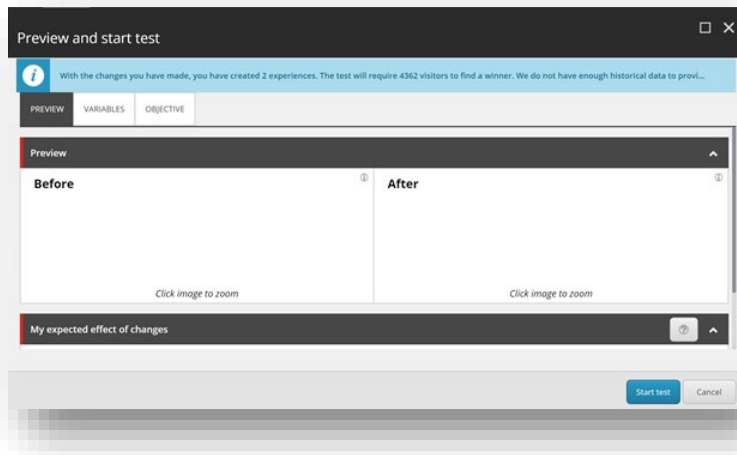 Preview and start test
With the changes you have made, you have created 2 experiences. The test will require 4362 visitors to find a winner. We do not have enough historical data to provi...
PREVIEW VARIABLES OBJECTIVE
Preview
Before
After
Click image to zoom
Click image to zoom
My expected effect of changes
Start test Cancel